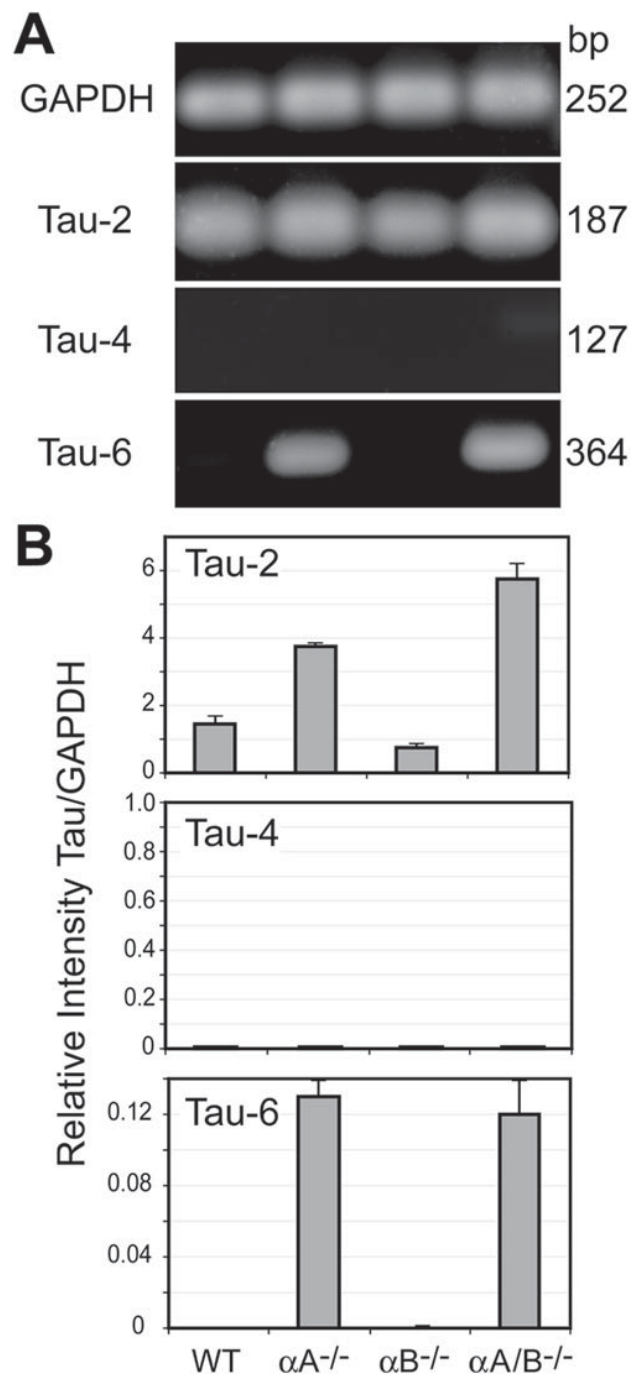 A
bp
GAPDH 252
Tau-2 187
Tau-4 127
Tau-6 364
B
Relative Intensity Tau/GAPDH
Tau-2
6
4
2
0
Tau-4
1.0
0.8
0.6
0.4
0.2
0
Tau-6
0.12
0.08
0.04
0
WT αA-/- αB-/- αA/B-/-